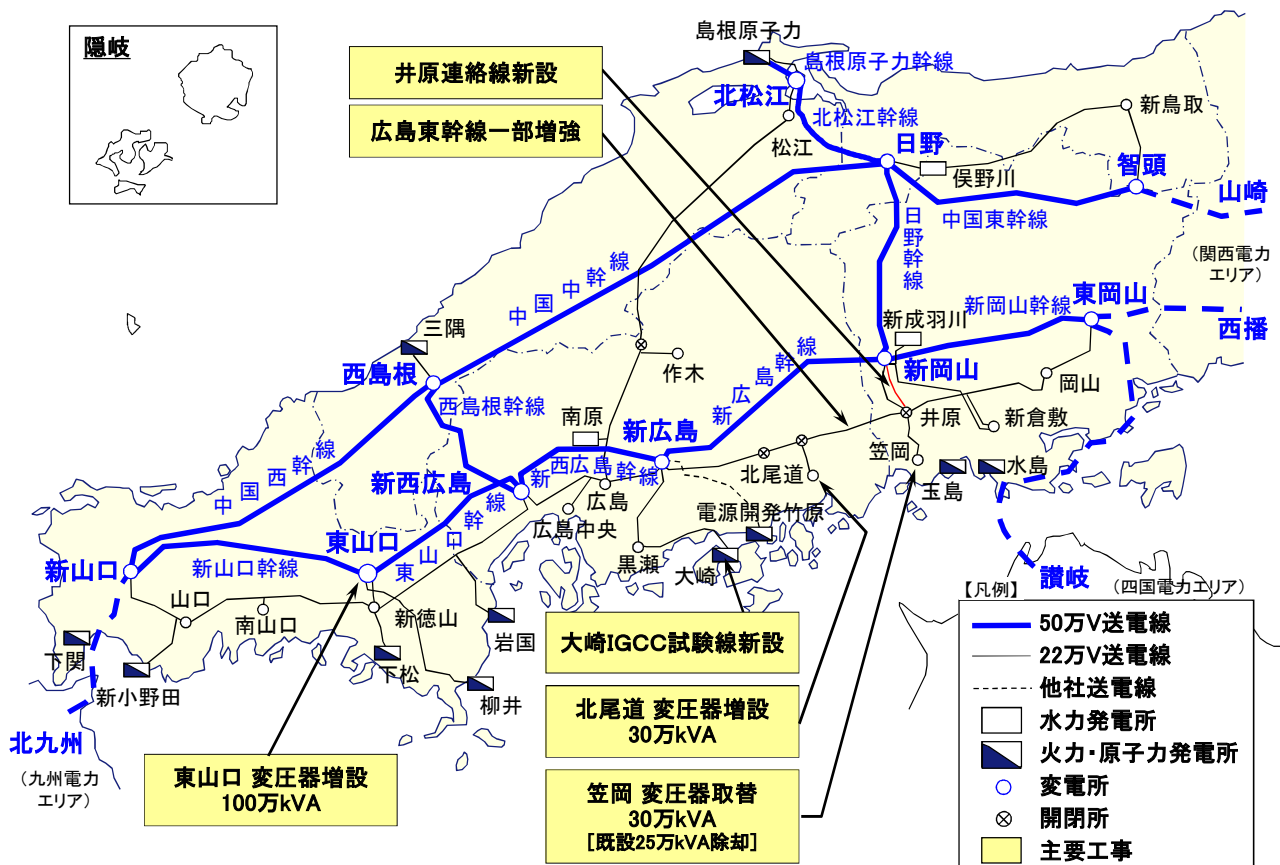 隠岐
井原連絡線新設
広島東幹線一部増強
島根原子力
島根原子力幹線
北松江
北松江幹線
松江
日野
俣野川
新鳥取
智頭
山崎
中国東幹線
(関西電力
エリア)
日野幹線
新岡山幹線
東岡山
西播
新成羽川
新岡山
中国中幹線
三隅
西島根
西島根幹線
作木
新広島幹線
岡山
井原
新倉敷
南原
新広島
笠岡
水島
玉島
北尾道
新西広島幹線
新西広島
広島
広島中央
電源開発竹原
黒瀬
大崎
中国西幹線
東山口
東山口幹線
新山口
新山口幹線
山口
南山口
新徳山
岩国
下関
新小野田
下松
柳井
北九州
(九州電力
エリア)
讃岐
(四国電力エリア)
大崎IGCC試験線新設
北尾道 変圧器増設
30万kVA
笠岡 変圧器取替
30万kVA
[既設25万kVA除却]
東山口 変圧器増設
100万kVA
【凡例】
50万V送電線
22万V送電線
他社送電線
水力発電所
火力・原子力発電所
変電所
開閉所
主要工事